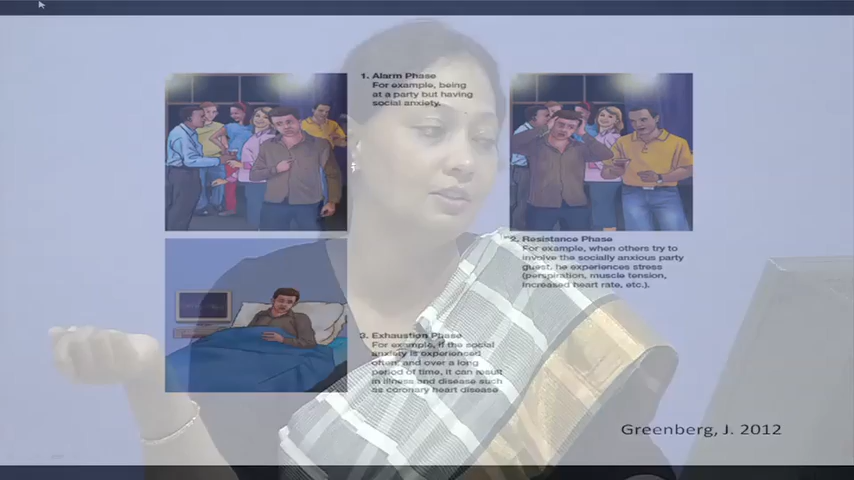 1. Alarm Phase
For example, being
at a party but having
social anxiety.
2. Resistance Phase
For example, when others try to
involve the socially anxious party
guest, he experiences stress
(perspiration, muscle tension,
increased heart rate, etc.).
3. Exhaustion Phase
For example, if the social
anxiety is experienced
often, and over a long
period of time, it can result
in illness and disease such
as coronary heart disease
Greenberg, J. 2012